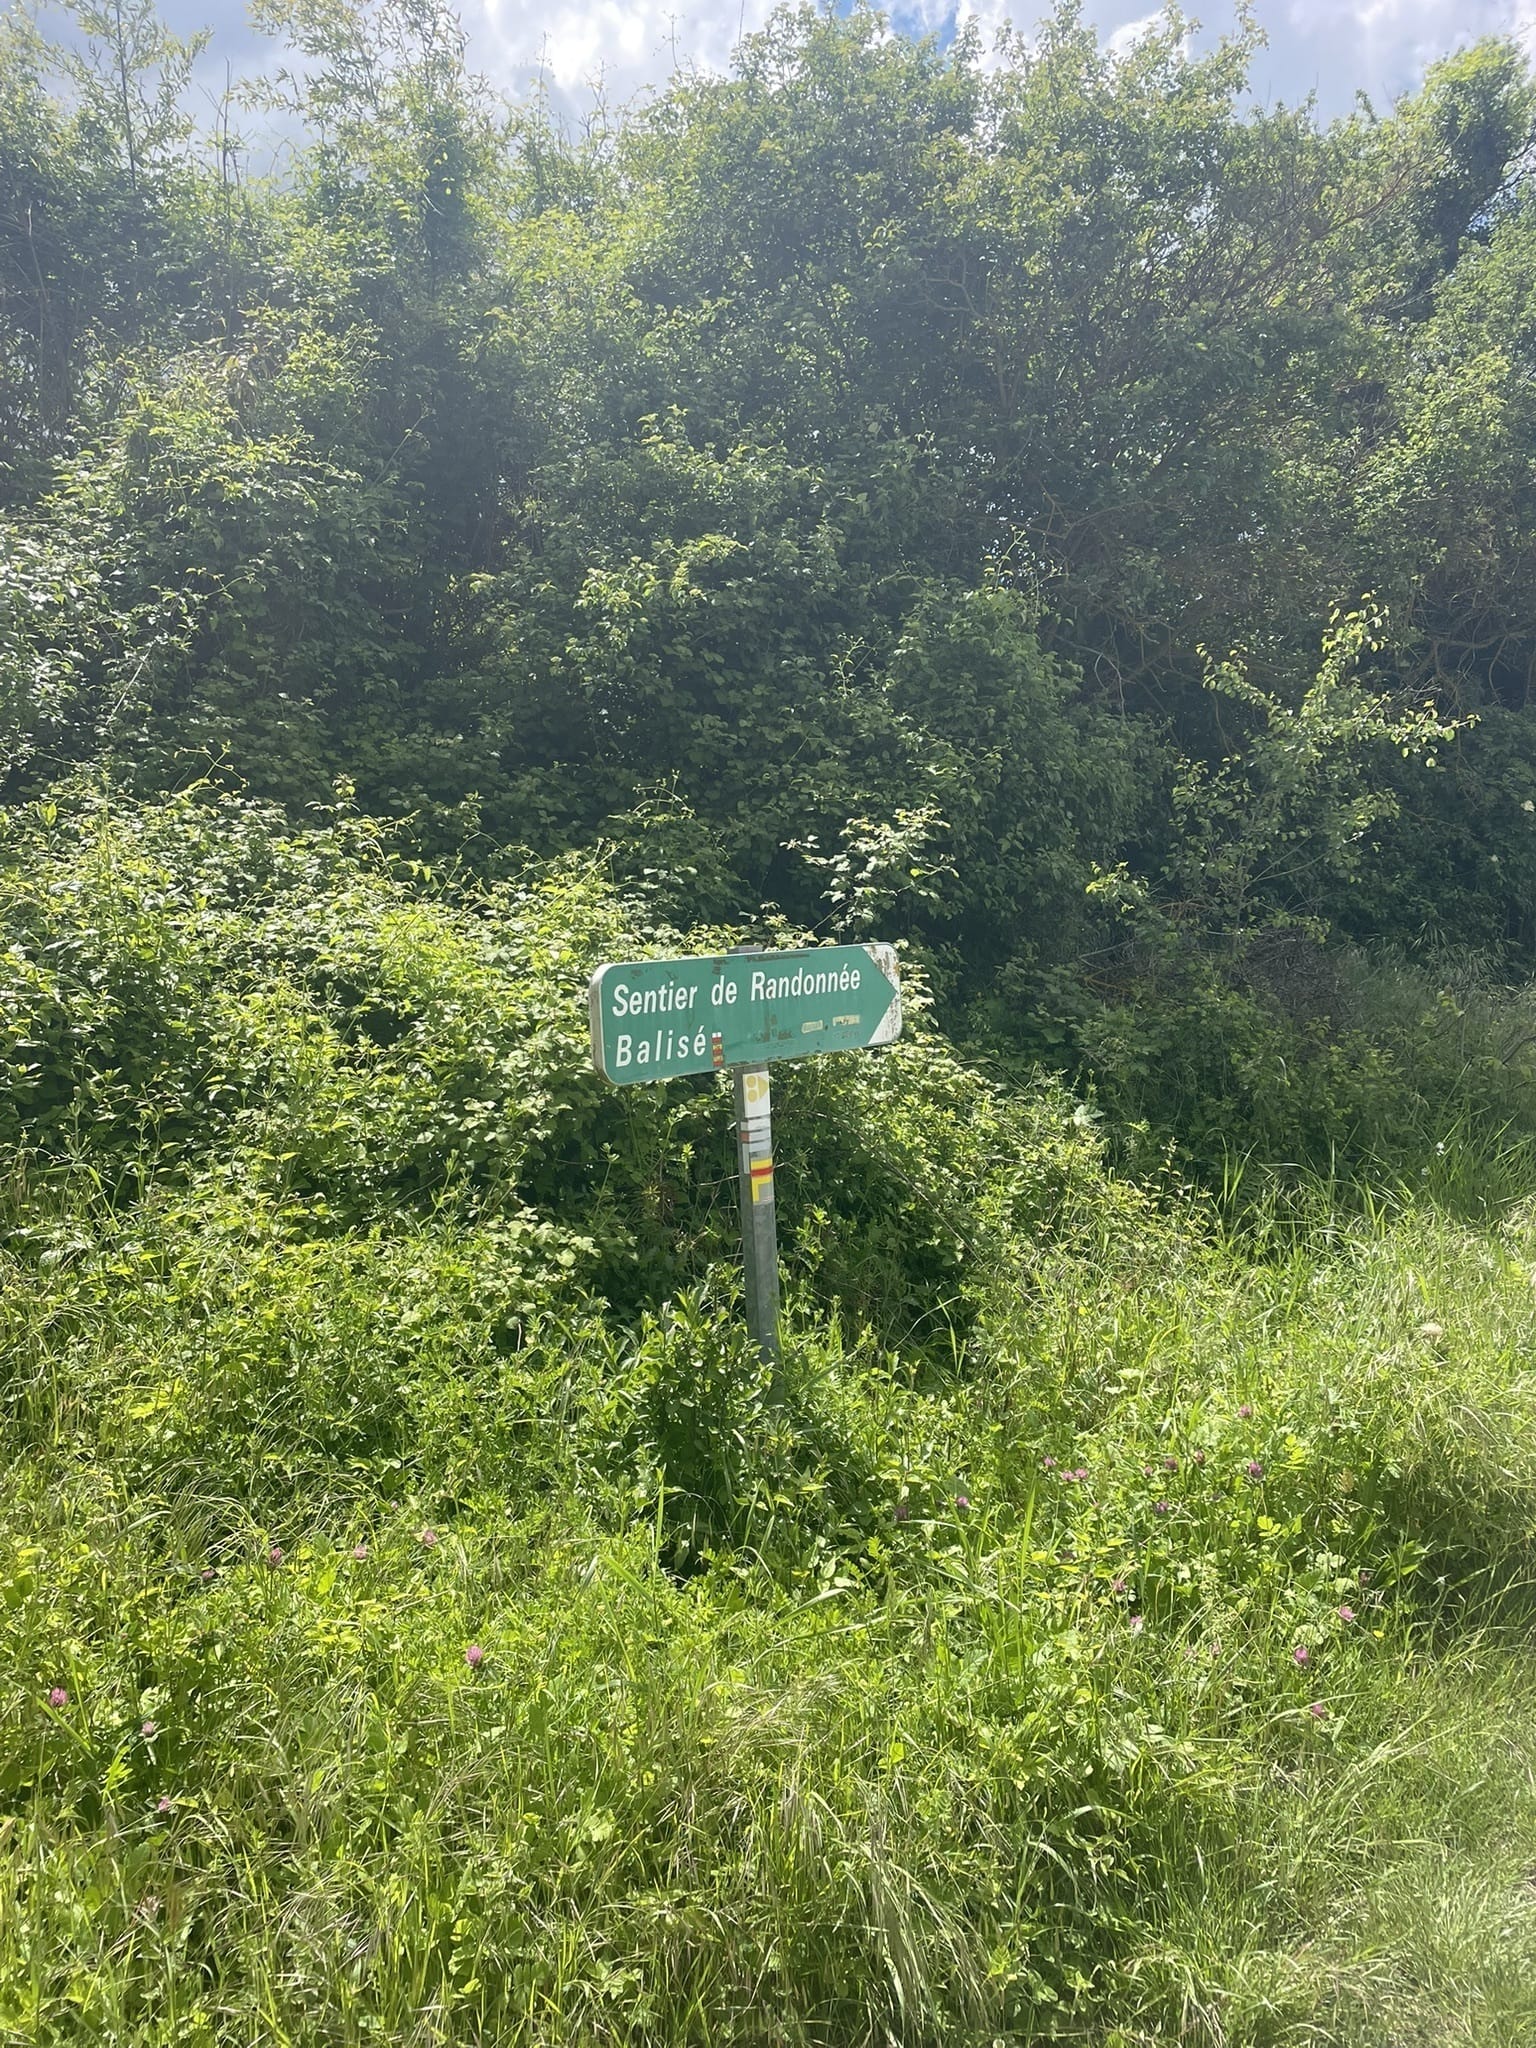 Sentier de Randonnée
Balisé